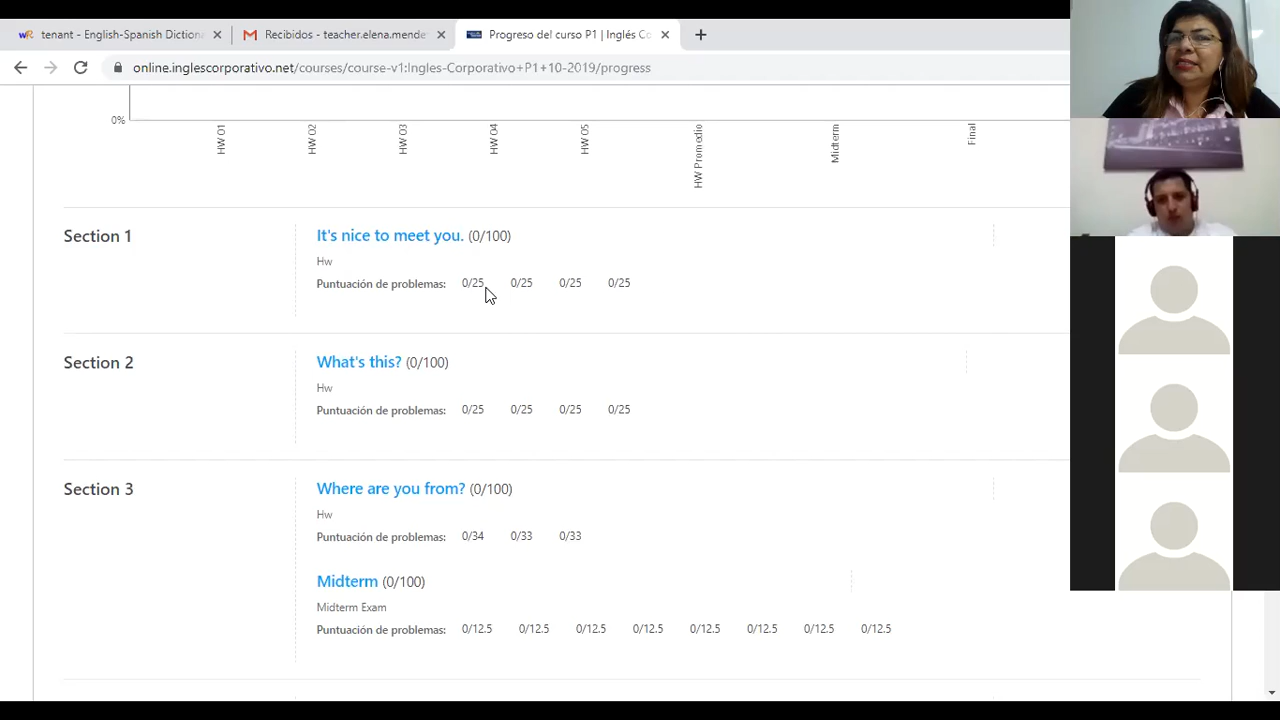 tenant - English-Spanish Dictiona
Recibidos - teacher.elena.mende
Progreso del curso P1 | Inglés Co
online.inglescorporativo.net/courses/course-v1:Ingles-Corporativo+P1+10-2019/progress
0%
HW 01
HW 02
HW 03
HW 04
HW 05
HW Promedio
Midterm
Final
Section 1
It's nice to meet you. (0/100)
Hw
Puntuación de problemas: 0/25 0/25 0/25 0/25
Section 2
What's this? (0/100)
Hw
Puntuación de problemas: 0/25 0/25 0/25 0/25
Section 3
Where are you from? (0/100)
Hw
Puntuación de problemas: 0/34 0/33 0/33
Midterm (0/100)
Midterm Exam
Puntuación de problemas: 0/12.5 0/12.5 0/12.5 0/12.5 0/12.5 0/12.5 0/12.5 0/12.5